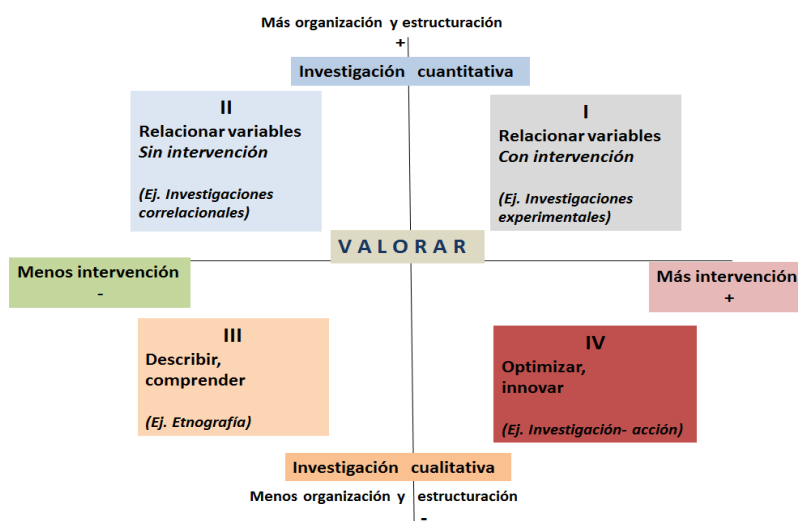 Más organización y estructuración
+
Investigación cuantitativa
II
Relacionar variables
Sin intervención
(Ej. Investigaciones
correlacionales)
I
Relacionar variables
Con intervención
(Ej. Investigaciones
experimentales)
VALORAR
Menos intervención
-
Más intervención
+
III
Describir,
comprender
(Ej. Etnografía)
IV
Optimizar,
innovar
(Ej. Investigación- acción)
Investigación cualitativa
Menos organización y estructuración
-